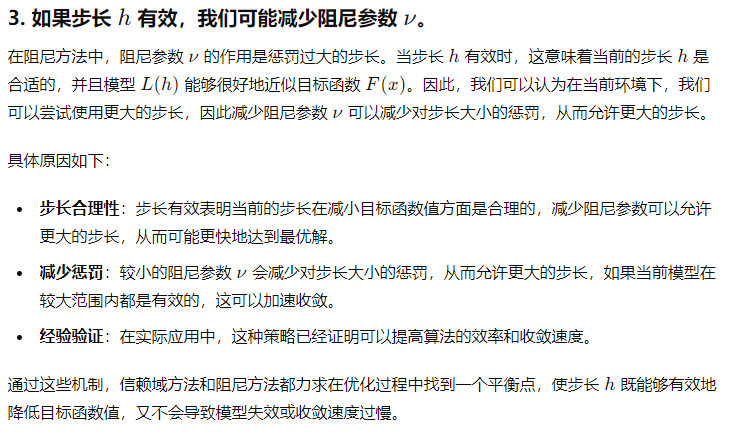 3. 如果步长 h 有效，我们可能减少阻尼参数 ν。
在阻尼方法中，阻尼参数 ν 的作用是惩罚过大的步长。当步长 h 有效时，这意味着当前的步长 h 是
合适的，并且模型 L(h) 能够很好地近似目标函数 F(x)。因此，我们可以认为在当前环境下，我们
可以尝试使用更大的步长，因此减少阻尼参数 ν 可以减少对步长大小的惩罚，从而允许更大的步长。
具体原因如下：
• 步长合理性：步长有效表明当前的步长在减小目标函数值方面是合理的，减少阻尼参数可以允许
更大的步长，从而可能更快地达到最优解。
• 减少惩罚：较小的阻尼参数 ν 会减少对步长大小的惩罚，从而允许更大的步长，如果当前模型在
较大范围内都是有效的，这可以加速收敛。
• 经验验证：在实际应用中，这种策略已经证明可以提高算法的效率和收敛速度。
通过这些机制，信赖域方法和阻尼方法都力求在优化过程中找到一个平衡点，使步长 h 既能够有效地
降低目标函数值，又不会导致模型失效或收敛速度过慢。